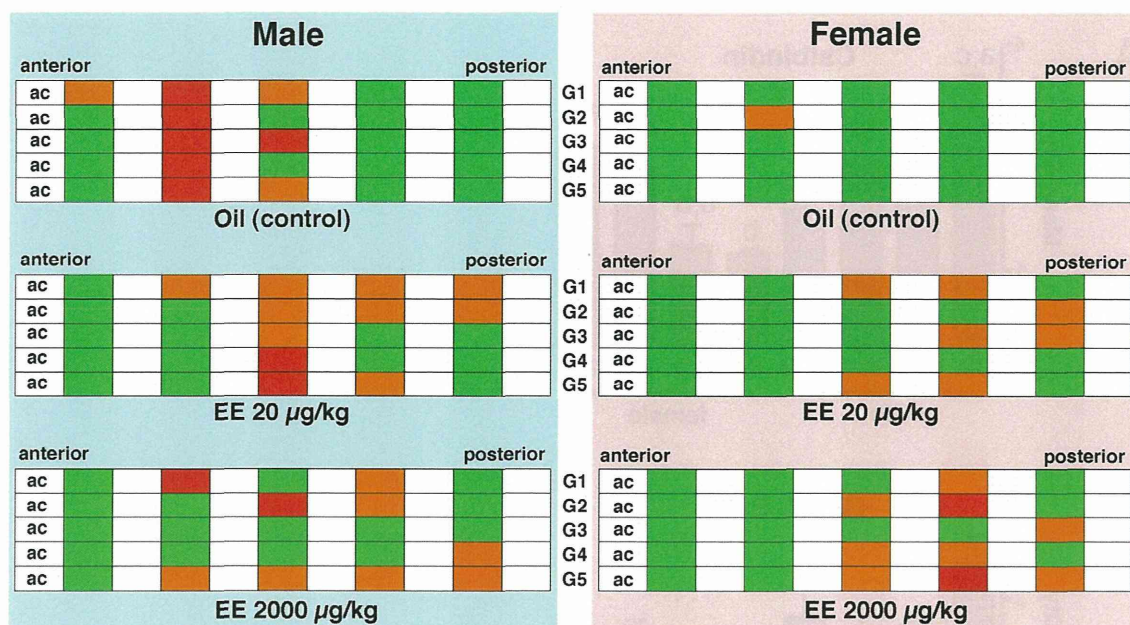 Male Female
anterior posterior anterior posterior
ac G1 ac
ac G2 ac
ac G3 ac
ac G4 ac
ac G5 ac
Oil (control) Oil (control)
anterior posterior anterior posterior
ac G1 ac
ac G2 ac
ac G3 ac
ac G4 ac
ac G5 ac
EE 20 µg/kg EE 20 µg/kg
anterior posterior anterior posterior
ac G1 ac
ac G2 ac
ac G3 ac
ac G4 ac
ac G5 ac
EE 2000 µg/kg EE 2000 µg/kg